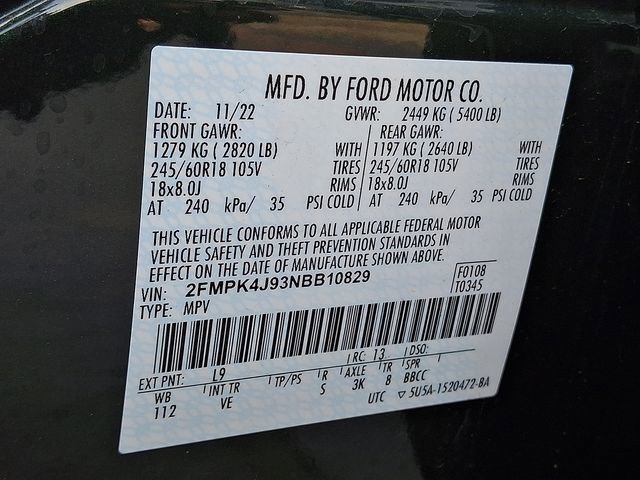 MFD. BY FORD MOTOR CO.
DATE: 11/22 GVWR: 2449 KG ( 5400 LB)
FRONT GAWR: REAR GAWR:
1279 KG ( 2820 LB) WITH 1197 KG ( 2640 LB) WITH
245/60R18 105V TIRES 245/60R18 105V TIRES
18x8.0J RIMS 18x8.0J RIMS
AT 240 kPa/ 35 PSI COLD AT 240 kPa/ 35 PSI COLD
THIS VEHICLE CONFORMS TO ALL APPLICABLE FEDERAL MOTOR
VEHICLE SAFETY AND THEFT PREVENTION STANDARDS IN
EFFECT ON THE DATE OF MANUFACTURE SHOWN ABOVE.
VIN: 2FMPK4J93NBB10829 F0108
TYPE: MPV T0345
EXT PNT: L9 RC: 13 DSO:
WB INT TR TP/PS R AXLE TR SPR
112 VE S 3K 8 BBCC
UTC 5U5A-1520472-BA